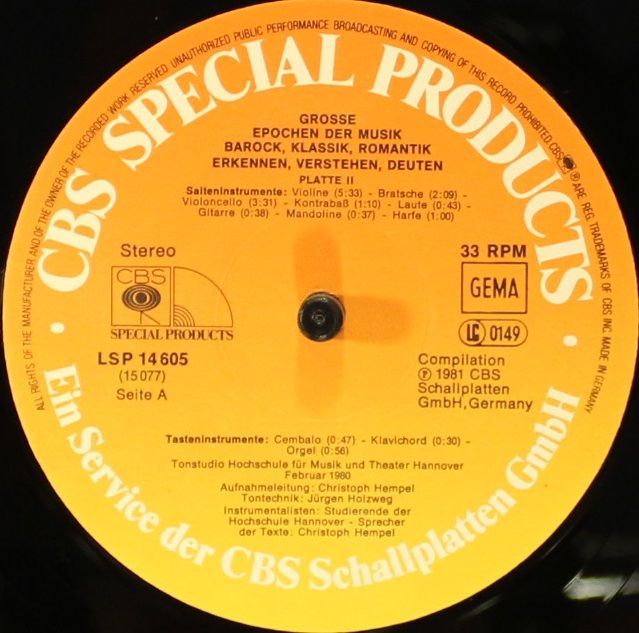 ALL RIGHTS OF THE MANUFACTURER AND OF THE OWNER OF THE RECORDED WORK RESERVED UNAUTHORIZED PUBLIC PERFORMANCE BROADCASTING AND COPYING OF THIS RECORD PROHIBITED. CBS ® ARE REG. TRADEMARKS OF CBS INC. MADE IN GERMANY
• CBS SPECIAL PRODUCTS •
GROSSE
EPOCHEN DER MUSIK
BAROCK, KLASSIK, ROMANTIK
ERKENNEN, VERSTEHEN, DEUTEN
PLATTE II
Saiteninstrumente: Violine (5:33) - Bratsche (2:09) -
Violoncello (3:31) - Kontrabaß (1:10) - Laute (0:43) -
Gitarre (0:38) - Mandoline (0:37) - Harfe (1:00)
Stereo
CBS
SPECIAL PRODUCTS
LSP 14 605
(15 077)
Seite A
33 RPM
GEMA
LC 0149
Compilation
℗ 1981 CBS
Schallplatten
GmbH, Germany
Tasteninstrumente: Cembalo (0:47) - Klavichord (0:30) -
Orgel (0:56)
Tonstudio Hochschule für Musik und Theater Hannover
Februar 1980
Aufnahmeleitung: Christoph Hempel
Tontechnik: Jürgen Holzweg
Instrumentalisten: Studierende der
Hochschule Hannover - Sprecher
der Texte: Christoph Hempel
Ein Service der CBS Schallplatten GmbH